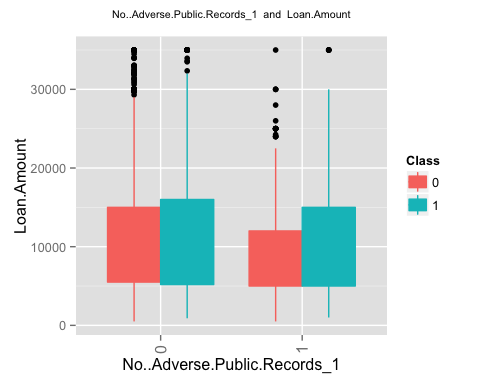 No..Adverse.Public.Records_1 and Loan.Amount
Loan.Amount
30000
20000
10000
0
0
1
No..Adverse.Public.Records_1
Class
0
1